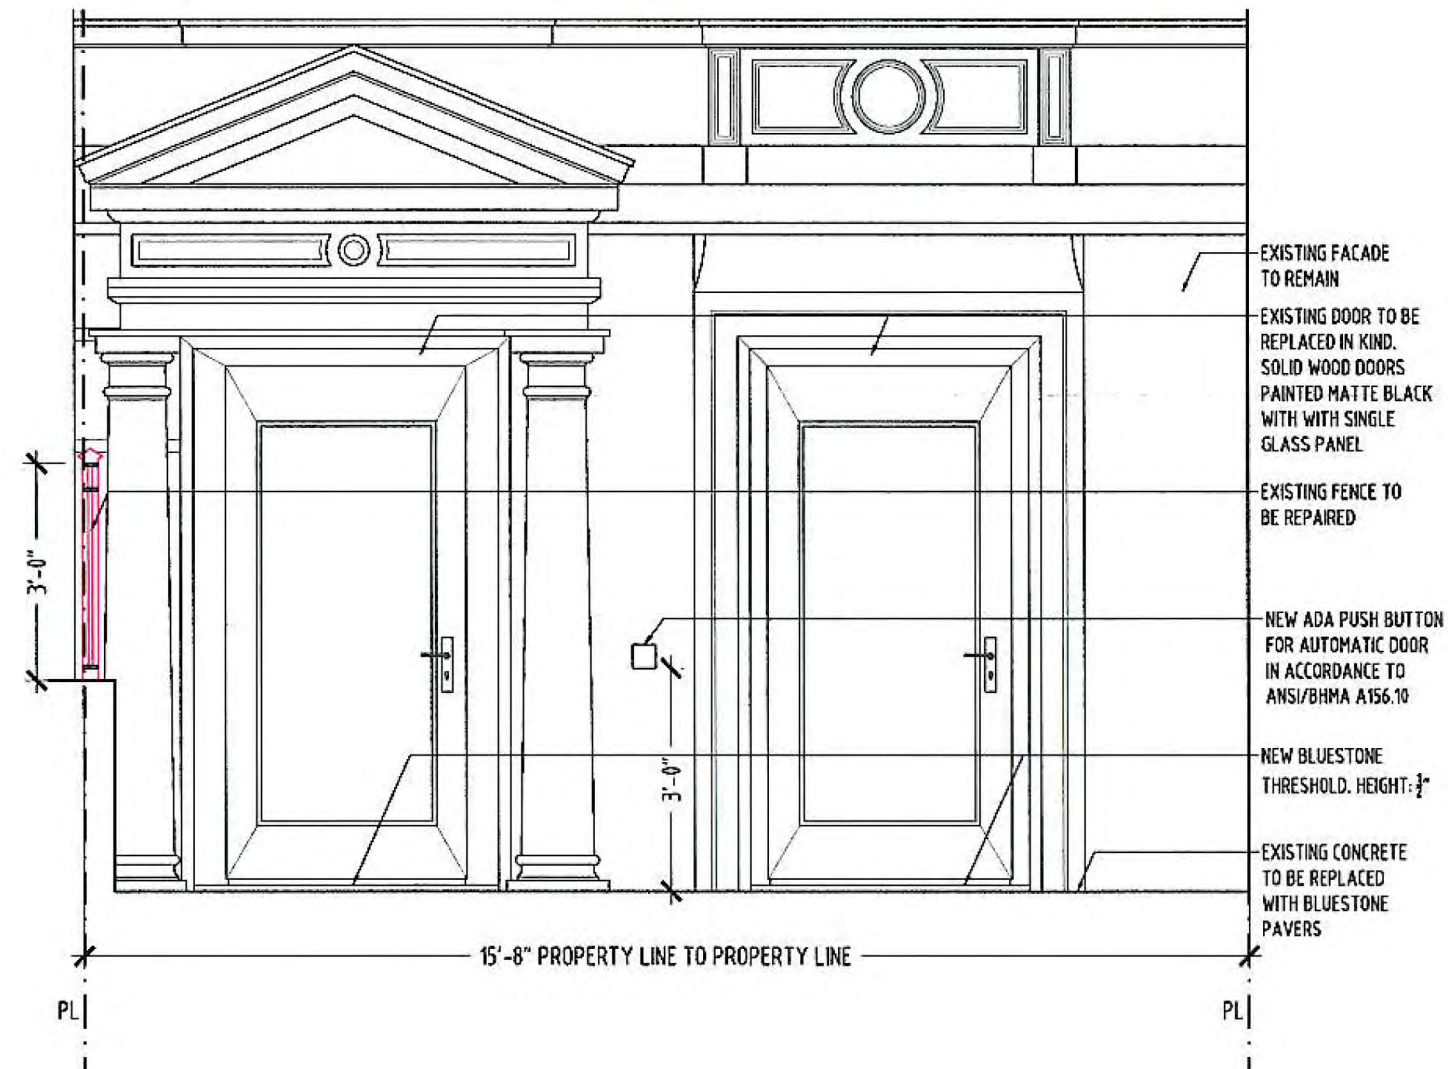 EXISTING FACADE
TO REMAIN
EXISTING DOOR TO BE
REPLACED IN KIND.
SOLID WOOD DOORS
PAINTED MATTE BLACK
WITH WITH SINGLE
GLASS PANEL
EXISTING FENCE TO
BE REPAIRED
3'-0"
NEW ADA PUSH BUTTON
FOR AUTOMATIC DOOR
IN ACCORDANCE TO
ANSI/BHMA A156.10
3'-0"
NEW BLUESTONE
THRESHOLD. HEIGHT: ½"
EXISTING CONCRETE
TO BE REPLACED
WITH BLUESTONE
PAVERS
15'-8" PROPERTY LINE TO PROPERTY LINE
PL
PL